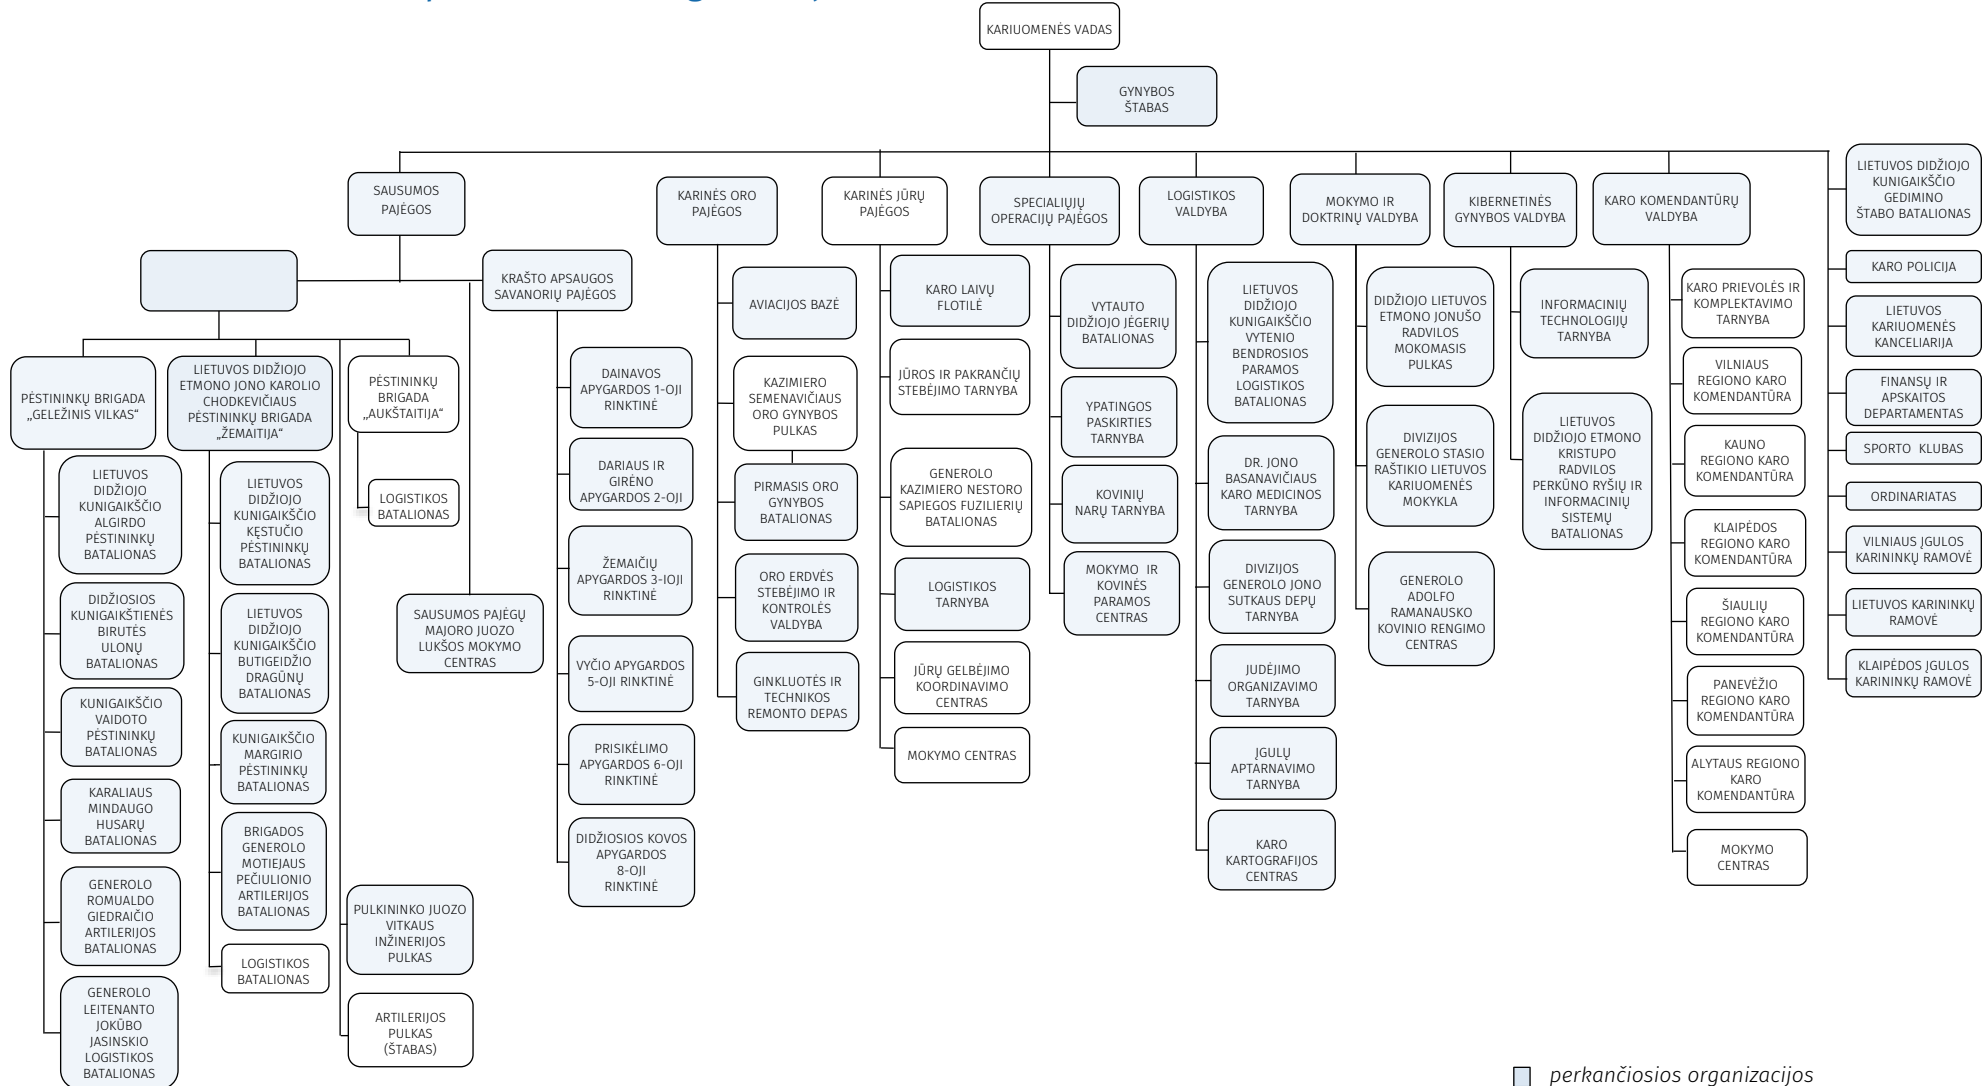 KARIUOMENĖS VADAS
GYNYBOS
ŠTABAS
SAUSUMOS
PAJĖGOS
KARINĖS ORO
PAJĖGOS
KARINĖS JŪRŲ
PAJĖGOS
SPECIALIŲJŲ
OPERACIJŲ PAJĖGOS
LOGISTIKOS
VALDYBA
MOKYMO IR
DOKTRINŲ VALDYBA
KIBERNETINĖS
GYNYBOS VALDYBA
KARO KOMENDANTŪRŲ
VALDYBA
LIETUVOS DIDŽIOJO
KUNIGAIKŠČIO
GEDIMINO
ŠTABO BATALIONAS
KARO POLICIJA
LIETUVOS
KARIUOMENĖS
KANCELIARIJA
FINANSŲ IR
APSKAITOS
DEPARTAMENTAS
SPORTO KLUBAS
ORDINARIATAS
VILNIAUS ĮGULOS
KARININKŲ RAMOVĖ
LIETUVOS KARININKŲ
RAMOVĖ
KLAIPĖDOS ĮGULOS
KARININKŲ RAMOVĖ
KRAŠTO APSAUGOS
SAVANORIŲ PAJĖGOS
PĖSTININKŲ BRIGADA
„GELEŽINIS VILKAS“
LIETUVOS DIDŽIOJO
ETMONO JONO KAROLIO
CHODKEVIČIAUS
PĖSTININKŲ BRIGADA
„ŽEMAITIJA“
PĖSTININKŲ
BRIGADA
„AUKŠTAITIJA“
LIETUVOS
DIDŽIOJO
KUNIGAIKŠČIO
ALGIRDO
PĖSTININKŲ
BATALIONAS
DIDŽIOSIOS
KUNIGAIKŠTIENĖS
BIRUTĖS
ULONŲ
BATALIONAS
KUNIGAIKŠČIO
VAIDOTO
PĖSTININKŲ
BATALIONAS
KARALIAUS
MINDAUGO
HUSARŲ
BATALIONAS
GENEROLO
ROMUALDO
GIEDRAIČIO
ARTILERIJOS
BATALIONAS
GENEROLO
LEITENANTO
JOKŪBO
JASINSKIO
LOGISTIKOS
BATALIONAS
LIETUVOS
DIDŽIOJO
KUNIGAIKŠČIO
KĘSTUČIO
PĖSTININKŲ
BATALIONAS
LIETUVOS
DIDŽIOJO
KUNIGAIKŠČIO
BUTIGEIDŽIO
DRAGŪNŲ
BATALIONAS
KUNIGAIKŠČIO
MARGIRIO
PĖSTININKŲ
BATALIONAS
BRIGADOS
GENEROLO
MOTIEJAUS
PEČIULIONIO
ARTILERIJOS
BATALIONAS
LOGISTIKOS
BATALIONAS
LOGISTIKOS
BATALIONAS
PULKININKO JUOZO
VITKAUS
INŽINERIJOS
PULKAS
ARTILERIJOS
PULKAS
(ŠTABAS)
SAUSUMOS PAJĖGŲ
MAJORO JUOZO
LUKŠOS MOKYMO
CENTRAS
DAINAVOS
APYGARDOS 1-OJI
RINKTINĖ
DARIAUS IR
GIRĖNO
APYGARDOS 2-OJI
ŽEMAIČIŲ
APYGARDOS 3-IOJI
RINKTINĖ
VYČIO APYGARDOS
5-OJI RINKTINĖ
PRISIKĖLIMO
APYGARDOS 6-OJI
RINKTINĖ
DIDŽIOSIOS KOVOS
APYGARDOS
8-OJI
RINKTINĖ
AVIACIJOS BAZĖ
KAZIMIERO
SEMENAVIČIAUS
ORO GYNYBOS
PULKAS
PIRMASIS ORO
GYNYBOS
BATALIONAS
ORO ERDVĖS
STEBĖJIMO IR
KONTROLĖS
VALDYBA
GINKLUOTĖS IR
TECHNIKOS
REMONTO DEPAS
KARO LAIVŲ
FLOTILĖ
JŪROS IR PAKRANČIŲ
STEBĖJIMO TARNYBA
GENEROLO
KAZIMIERO NESTORO
SAPIEGOS FUZILIERIŲ
BATALIONAS
LOGISTIKOS
TARNYBA
JŪRŲ GELBĖJIMO
KOORDINAVIMO
CENTRAS
MOKYMO CENTRAS
VYTAUTO
DIDŽIOJO JĖGERIŲ
BATALIONAS
YPATINGOS
PASKIRTIES
TARNYBA
KOVINIŲ
NARŲ TARNYBA
MOKYMO IR
KOVINĖS
PARAMOS
CENTRAS
LIETUVOS
DIDŽIOJO
KUNIGAIKŠČIO
VYTENIO
BENDROSIOS
PARAMOS
LOGISTIKOS
BATALIONAS
DR. JONO
BASANAVIČIAUS
KARO MEDICINOS
TARNYBA
DIVIZIJOS
GENEROLO JONO
SUTKAUS DEPŲ
TARNYBA
JUDĖJIMO
ORGANIZAVIMO
TARNYBA
ĮGULŲ
APTARNAVIMO
TARNYBA
KARO
KARTOGRAFIJOS
CENTRAS
DIDŽIOJO LIETUVOS
ETMONO JONUŠO
RADVILOS
MOKOMASIS
PULKAS
DIVIZIJOS
GENEROLO STASIO
RAŠTIKIO LIETUVOS
KARIUOMENĖS
MOKYKLA
GENEROLO
ADOLFO
RAMANAUSKO
KOVINIO RENGIMO
CENTRAS
INFORMACINIŲ
TECHNOLOGIJŲ
TARNYBA
LIETUVOS
DIDŽIOJO ETMONO
KRISTUPO
RADVILOS
PERKŪNO RYŠIŲ IR
INFORMACINIŲ
SISTEMŲ
BATALIONAS
KARO PRIEVOLĖS IR
KOMPLEKTAVIMO
TARNYBA
VILNIAUS
REGIONO KARO
KOMENDANTŪRA
KAUNO
REGIONO KARO
KOMENDANTŪRA
KLAIPĖDOS
REGIONO KARO
KOMENDANTŪRA
ŠIAULIŲ
REGIONO KARO
KOMENDANTŪRA
PANEVĖŽIO
REGIONO KARO
KOMENDANTŪRA
ALYTAUS REGIONO
KARO
KOMENDANTŪRA
MOKYMO
CENTRAS
perkančiosios organizacijos